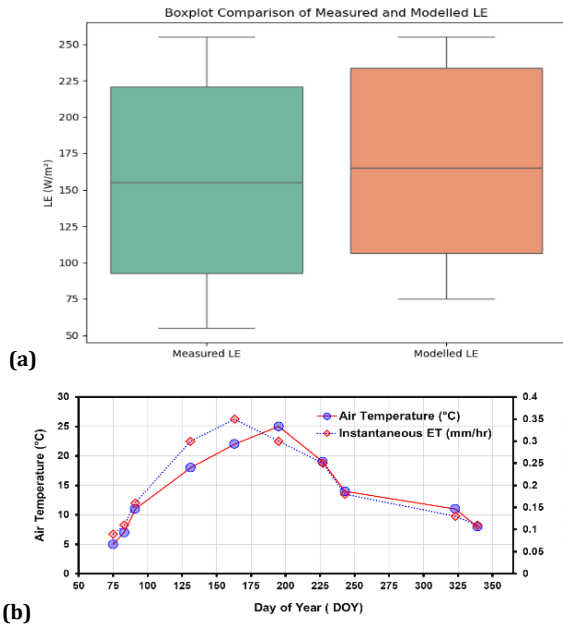 Boxplot Comparison of Measured and Modelled LE
250
225
200
175
150
125
100
75
50
LE (W/m²)
Measured LE
Modelled LE
(a)
30
25
20
15
10
5
0
Air Temperature (°C)
Air Temperature (°C)
Instantaneous ET (mm/hr)
0.4
0.35
0.3
0.25
0.2
0.15
0.1
0.05
0
50 75 100 125 150 175 200 225 250 275 300 325 350
Day of Year ( DOY)
(b)